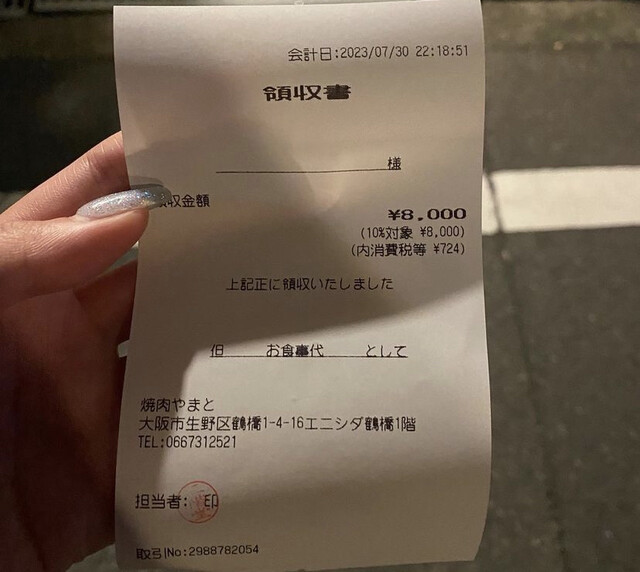 会計日:2023/07/30 22:18:51
領収書
様
収金額
¥8,000
(10%対象 ¥8,000)
(内消費税等 ¥724)
上記正に領収いたしました
但 お食事代 として
焼肉やまと
大阪市生野区鶴橋1-4-16エニシダ鶴橋1階
TEL:0667312521
担当者: 印
取引No:2988782054